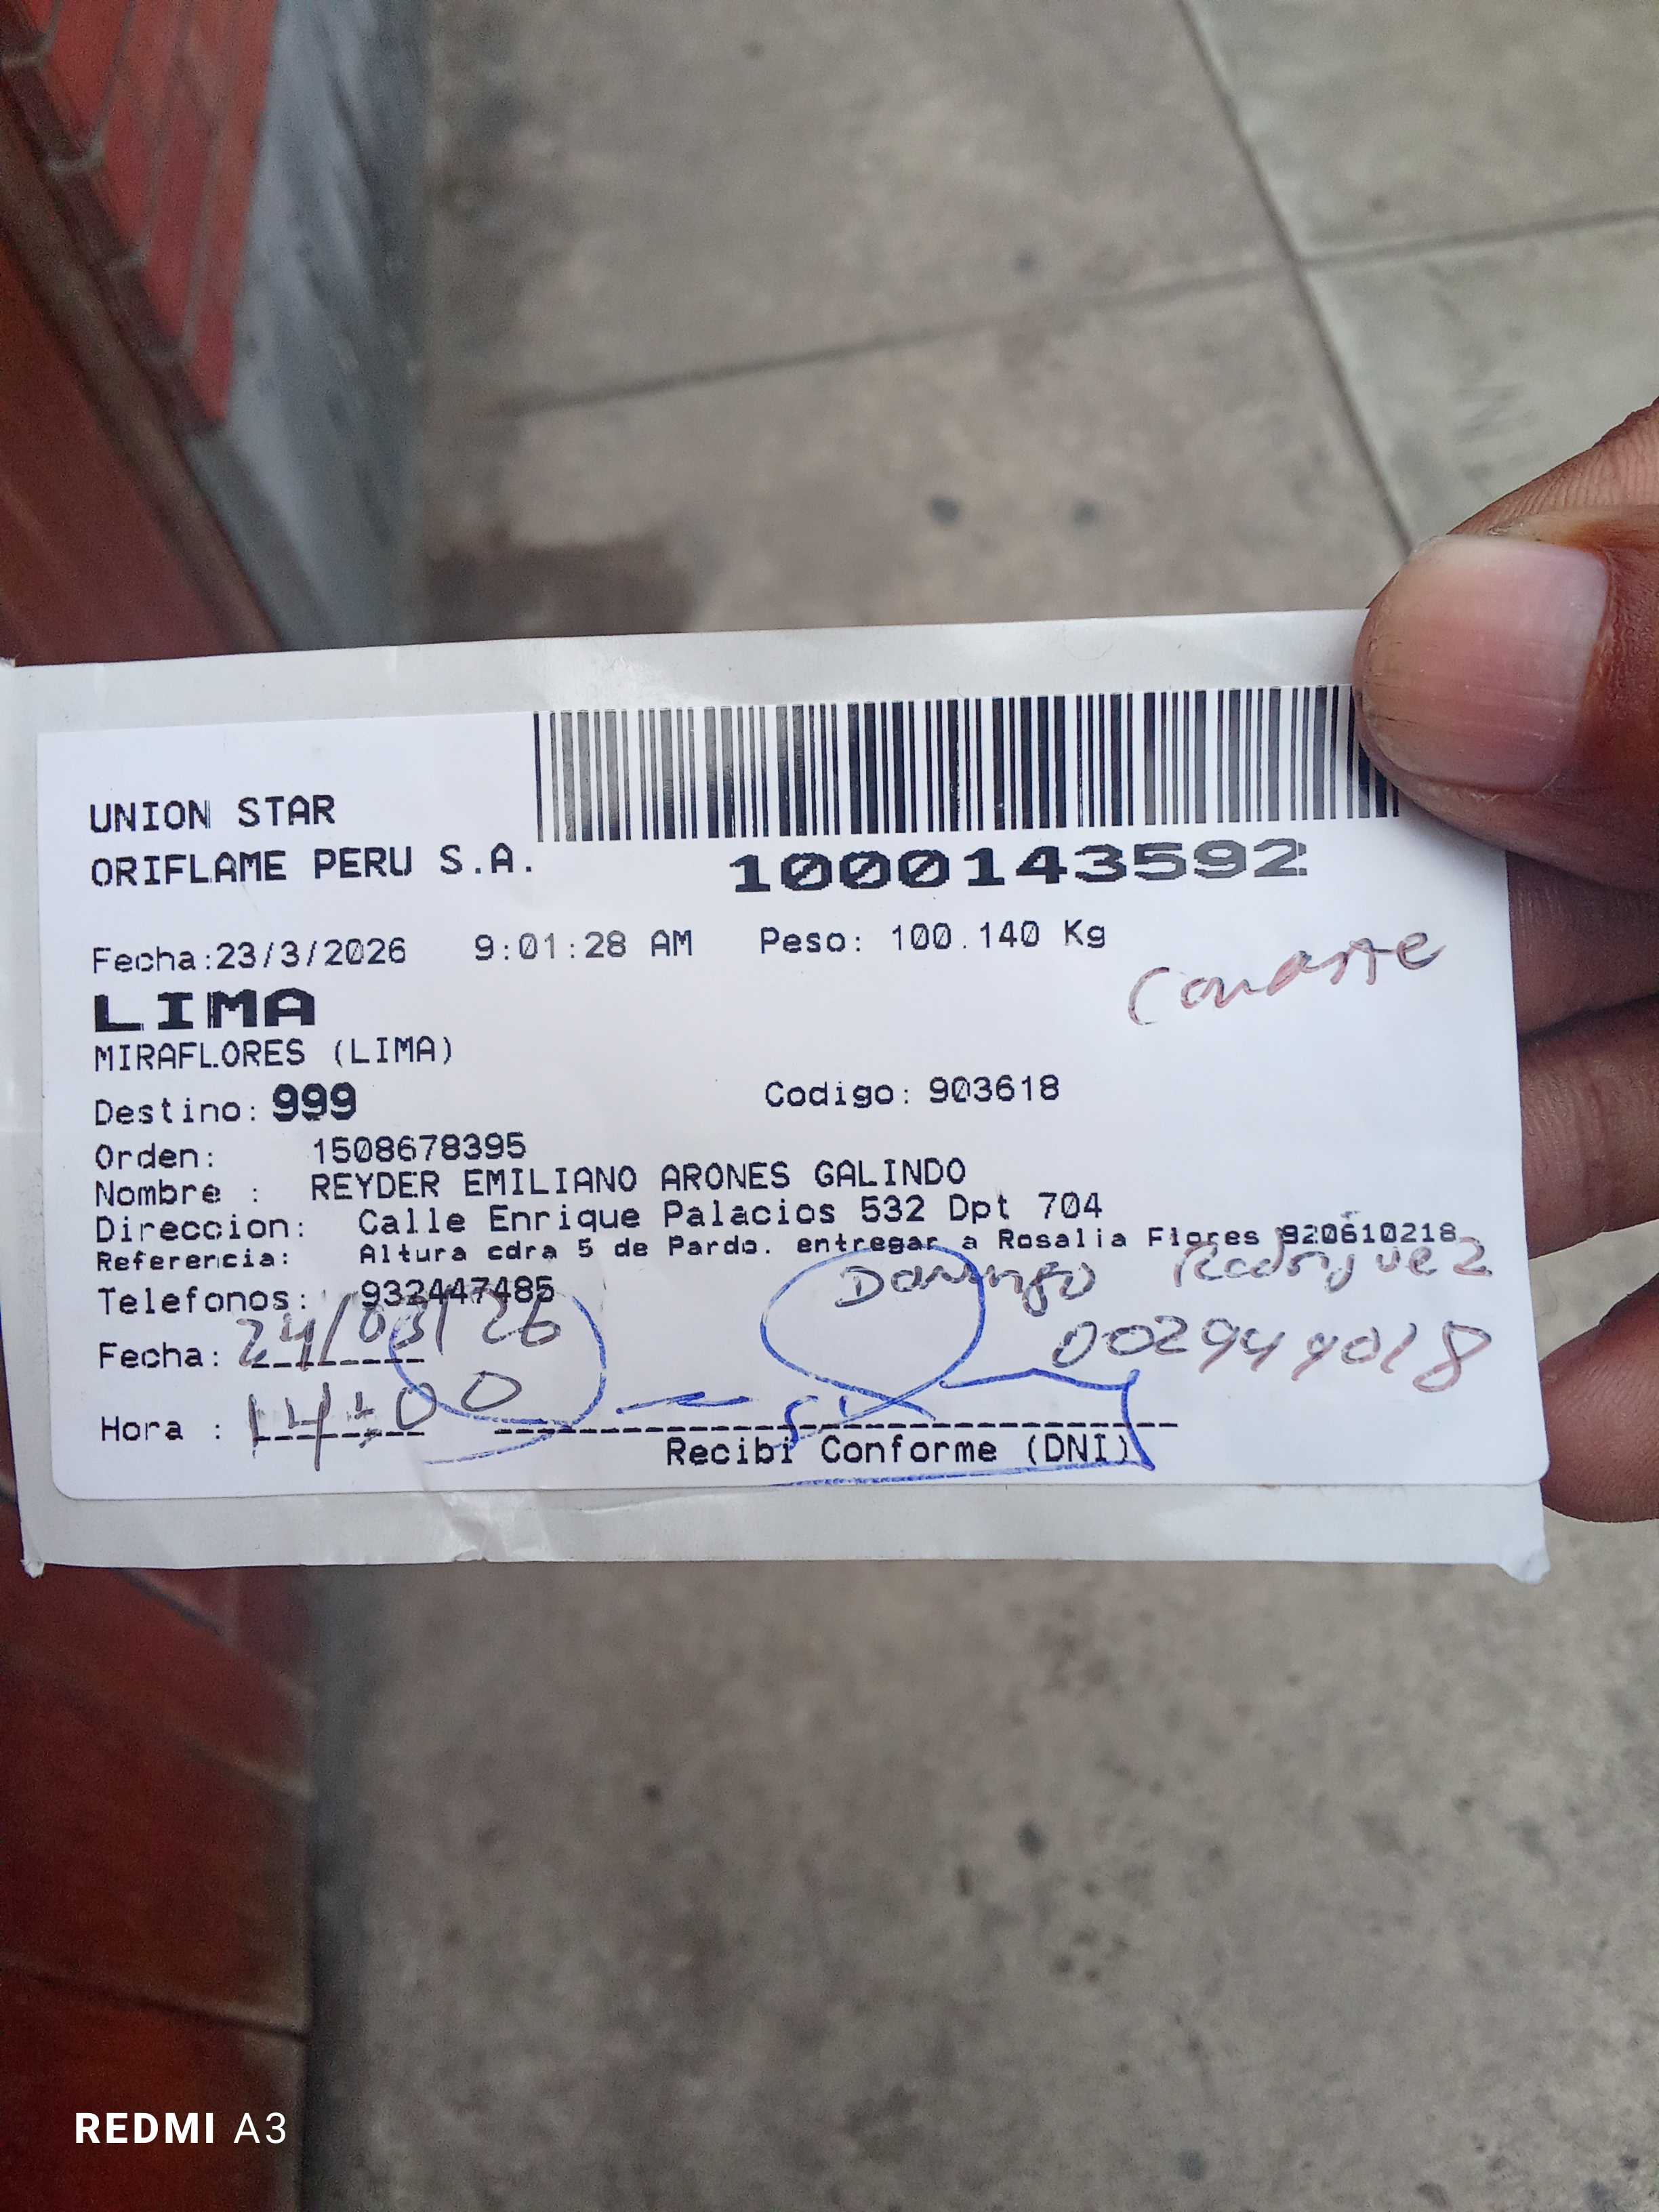 UNION STAR
ORIFLAME PERU S.A.
1000143592
Fecha:23/3/2026 9:01:28 AM Peso: 100.140 Kg
LIMA
MIRAFLORES (LIMA)
Destino: 999 Codigo: 903618
Orden: 1508678395
Nombre : REYDER EMILIANO ARONES GALINDO
Direccion: Calle Enrique Palacios 532 Dpt 704
Referencia: Altura cdra 5 de Pardo. entregar a Rosalia Flores 920610218
Telefonos: 932447485
Domingo Rodriguez
Fecha: 24/03/26
Hora : 14:00
Recibi Conforme (DNI)
REDMI A3